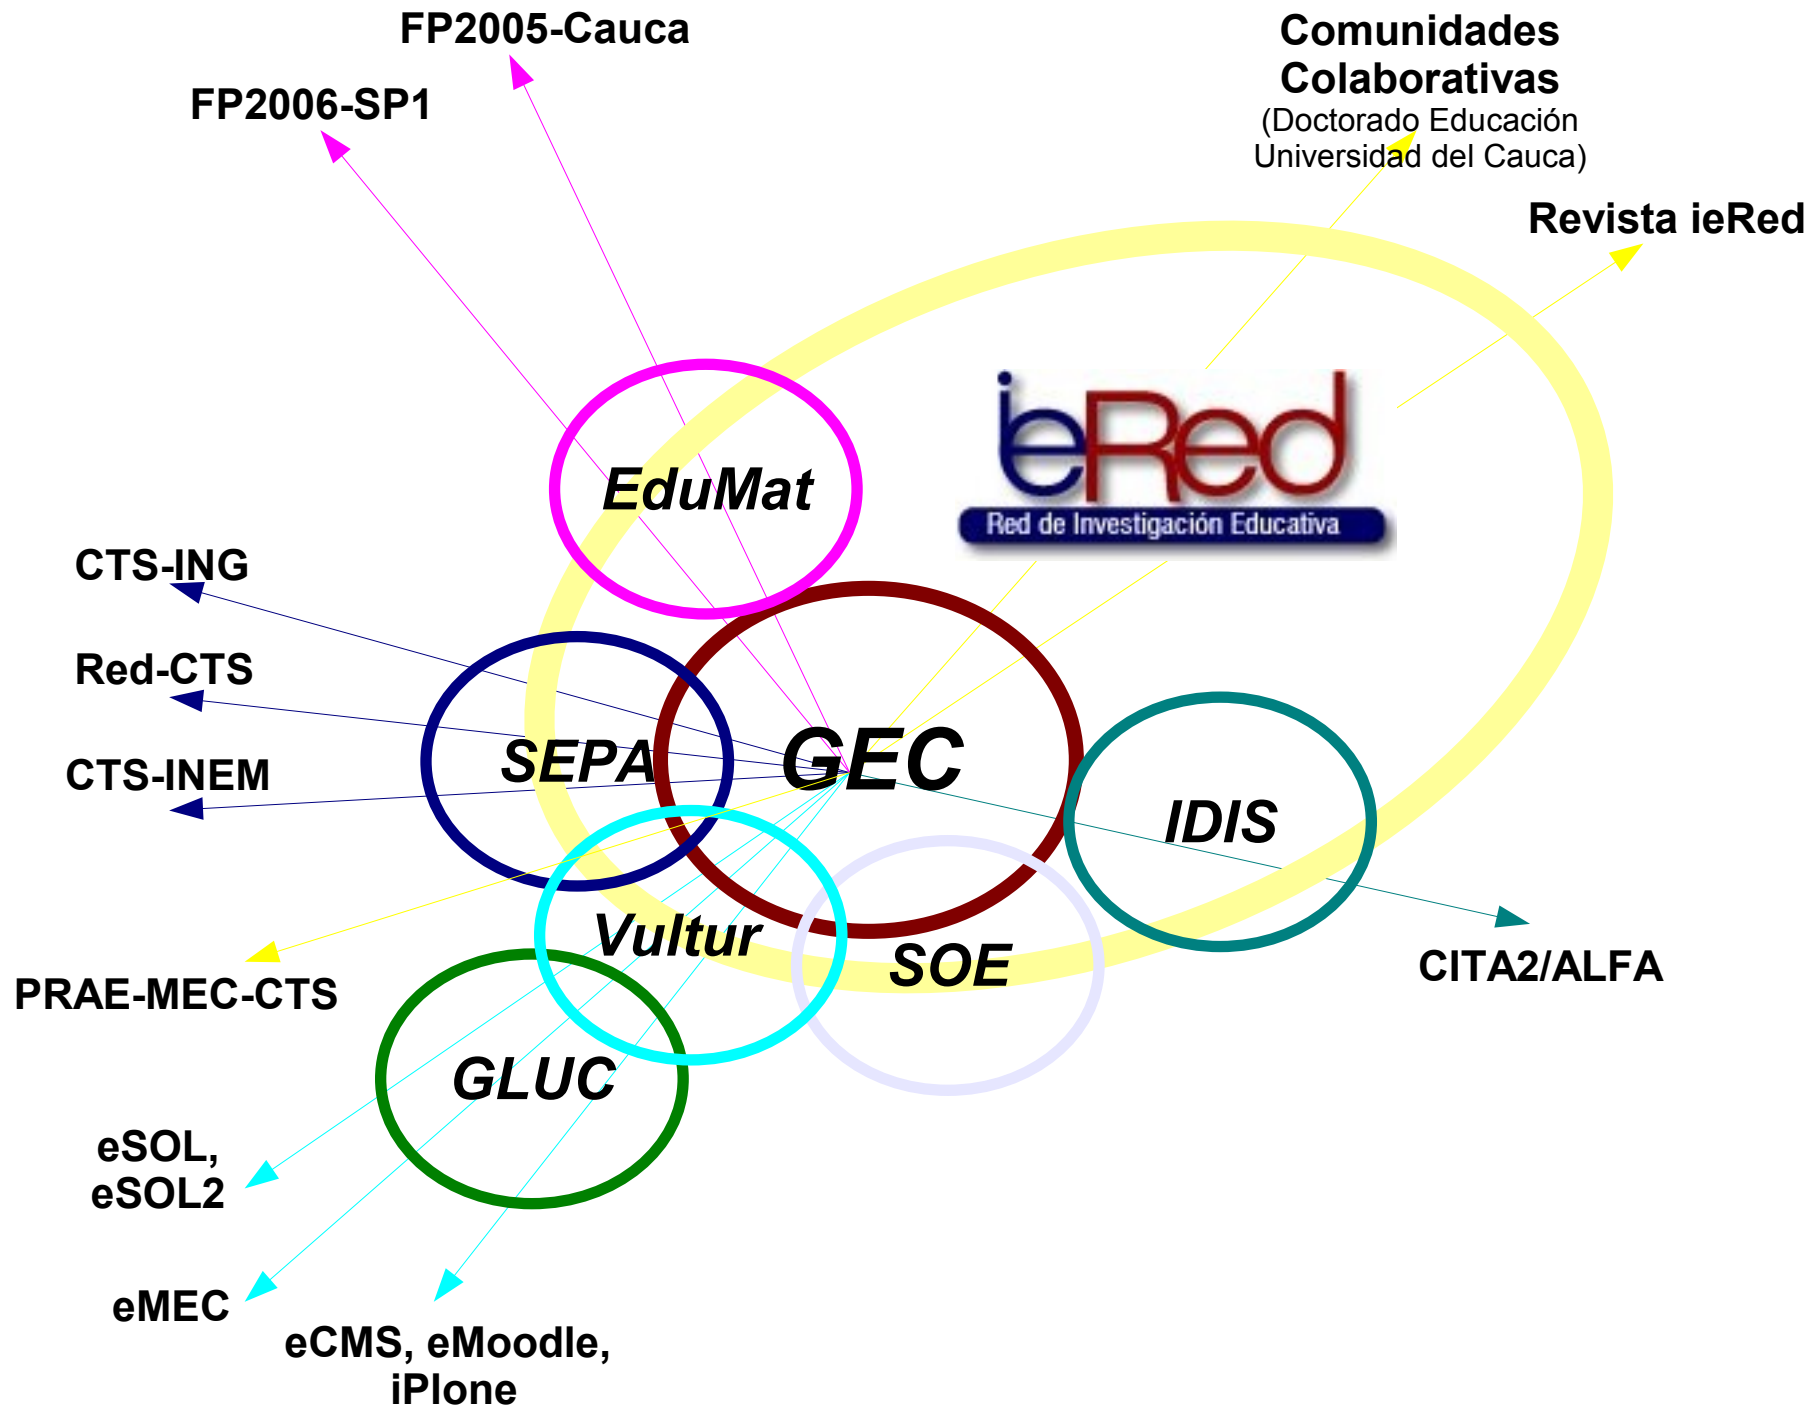 FP2005-Cauca
FP2006-SP1
Comunidades
Colaborativas
(Doctorado Educación
Universidad del Cauca)
Revista ieRed
ieRed
Red de Investigación Educativa
EduMat
CTS-ING
Red-CTS
CTS-INEM
SEPA
GEC
IDIS
Vultur
SOE
CITA2/ALFA
PRAE-MEC-CTS
GLUC
eSOL,
eSOL2
eMEC
eCMS, eMoodle,
iPlone